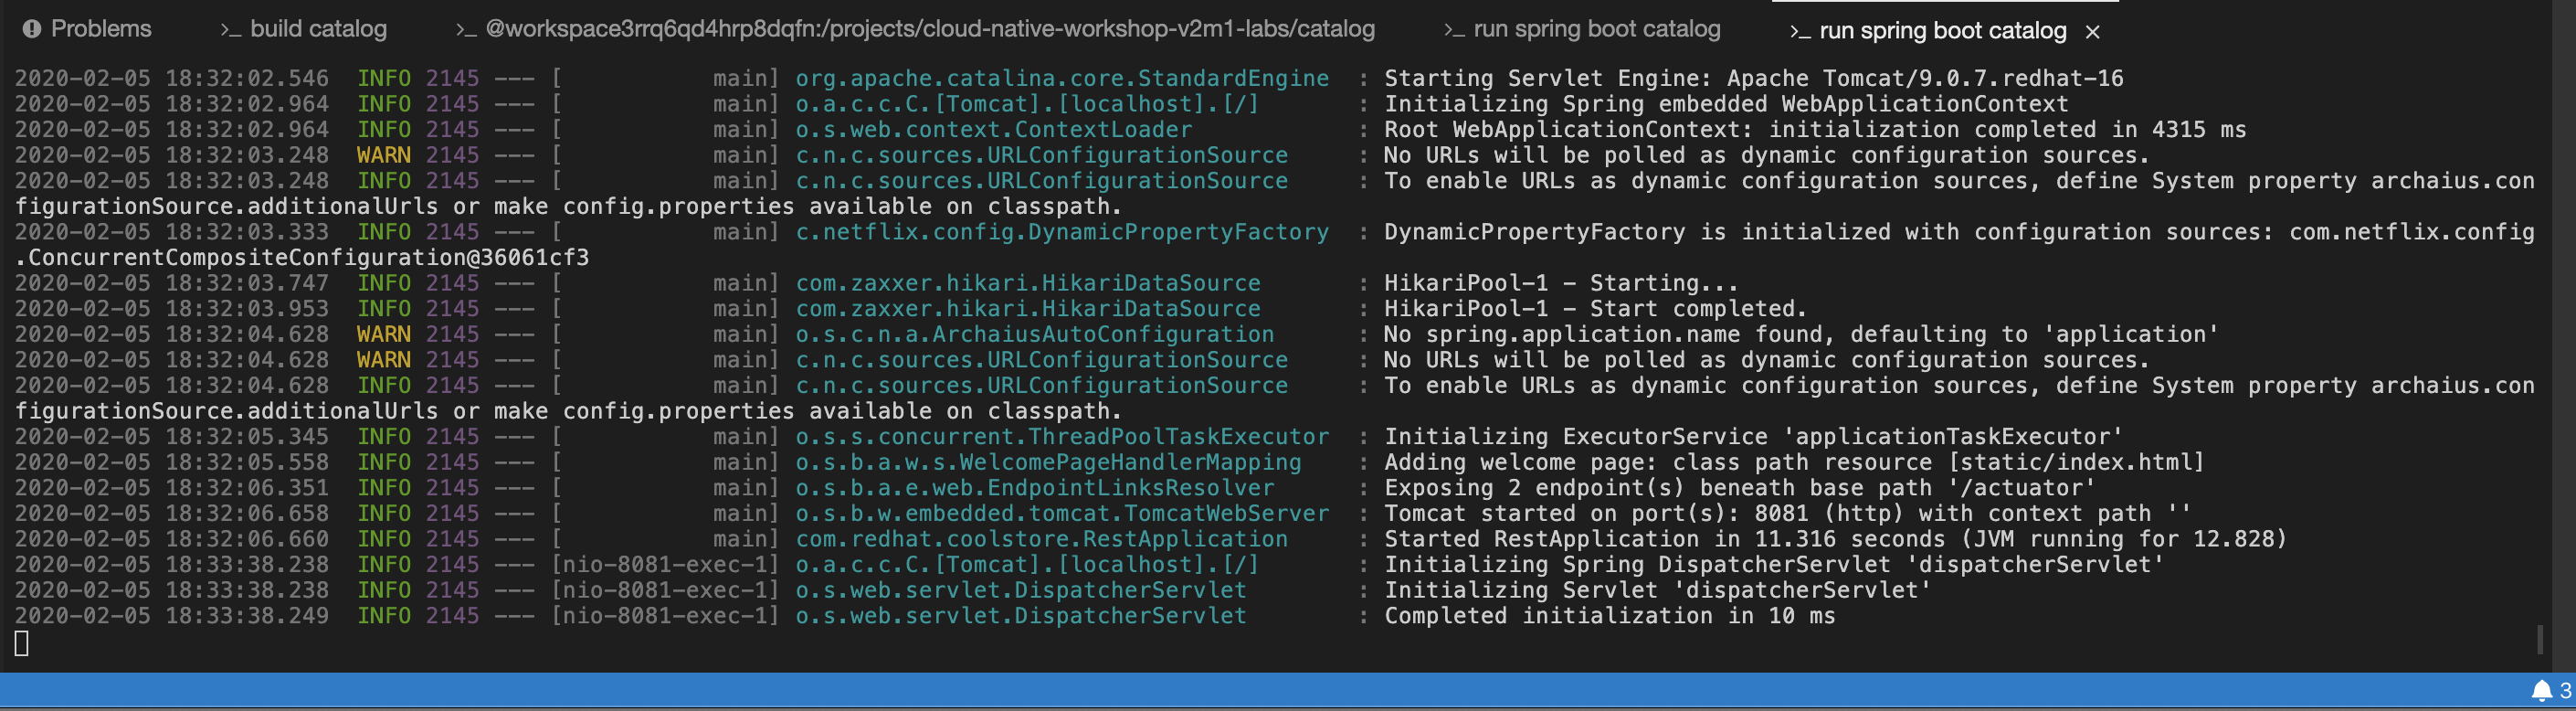 Problems >_ build catalog >_ @workspace3rrq6qd4hrp8dqfn:/projects/cloud-native-workshop-v2m1-labs/catalog >_ run spring boot catalog >_ run spring boot catalog ×
2020-02-05 18:32:02.546  INFO 2145 --- [           main] org.apache.catalina.core.StandardEngine  : Starting Servlet Engine: Apache Tomcat/9.0.7.redhat-16
2020-02-05 18:32:02.964  INFO 2145 --- [           main] o.a.c.c.C.[Tomcat].[localhost].[/]       : Initializing Spring embedded WebApplicationContext
2020-02-05 18:32:02.964  INFO 2145 --- [           main] o.s.web.context.ContextLoader            : Root WebApplicationContext: initialization completed in 4315 ms
2020-02-05 18:32:03.248  WARN 2145 --- [           main] c.n.c.sources.URLConfigurationSource     : No URLs will be polled as dynamic configuration sources.
2020-02-05 18:32:03.248  INFO 2145 --- [           main] c.n.c.sources.URLConfigurationSource     : To enable URLs as dynamic configuration sources, define System property archaius.con
figurationSource.additionalUrls or make config.properties available on classpath.
2020-02-05 18:32:03.333  INFO 2145 --- [           main] c.netflix.config.DynamicPropertyFactory  : DynamicPropertyFactory is initialized with configuration sources: com.netflix.config
.ConcurrentCompositeConfiguration@36061cf3
2020-02-05 18:32:03.747  INFO 2145 --- [           main] com.zaxxer.hikari.HikariDataSource       : HikariPool-1 - Starting...
2020-02-05 18:32:03.953  INFO 2145 --- [           main] com.zaxxer.hikari.HikariDataSource       : HikariPool-1 - Start completed.
2020-02-05 18:32:04.628  WARN 2145 --- [           main] o.s.c.n.a.ArchaiusAutoConfiguration      : No spring.application.name found, defaulting to 'application'
2020-02-05 18:32:04.628  WARN 2145 --- [           main] c.n.c.sources.URLConfigurationSource     : No URLs will be polled as dynamic configuration sources.
2020-02-05 18:32:04.628  INFO 2145 --- [           main] c.n.c.sources.URLConfigurationSource     : To enable URLs as dynamic configuration sources, define System property archaius.con
figurationSource.additionalUrls or make config.properties available on classpath.
2020-02-05 18:32:05.345  INFO 2145 --- [           main] o.s.s.concurrent.ThreadPoolTaskExecutor  : Initializing ExecutorService 'applicationTaskExecutor'
2020-02-05 18:32:05.558  INFO 2145 --- [           main] o.s.b.a.w.s.WelcomePageHandlerMapping    : Adding welcome page: class path resource [static/index.html]
2020-02-05 18:32:06.351  INFO 2145 --- [           main] o.s.b.a.e.web.EndpointLinksResolver      : Exposing 2 endpoint(s) beneath base path '/actuator'
2020-02-05 18:32:06.658  INFO 2145 --- [           main] o.s.b.w.embedded.tomcat.TomcatWebServer  : Tomcat started on port(s): 8081 (http) with context path ''
2020-02-05 18:32:06.660  INFO 2145 --- [           main] com.redhat.coolstore.RestApplication     : Started RestApplication in 11.316 seconds (JVM running for 12.828)
2020-02-05 18:33:38.238  INFO 2145 --- [nio-8081-exec-1] o.a.c.c.C.[Tomcat].[localhost].[/]       : Initializing Spring DispatcherServlet 'dispatcherServlet'
2020-02-05 18:33:38.238  INFO 2145 --- [nio-8081-exec-1] o.s.web.servlet.DispatcherServlet        : Initializing Servlet 'dispatcherServlet'
2020-02-05 18:33:38.249  INFO 2145 --- [nio-8081-exec-1] o.s.web.servlet.DispatcherServlet        : Completed initialization in 10 ms
3